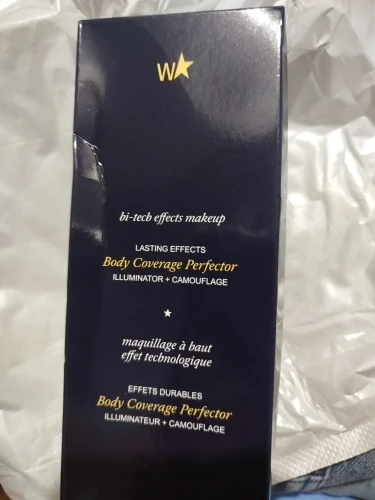 W★
bi-tech effects makeup
LASTING EFFECTS
Body Coverage Perfector
ILLUMINATOR + CAMOUFLAGE
★
maquillage à haut
effet technologique
EFFETS DURABLES
Body Coverage Perfector
ILLUMINATEUR + CAMOUFLAGE